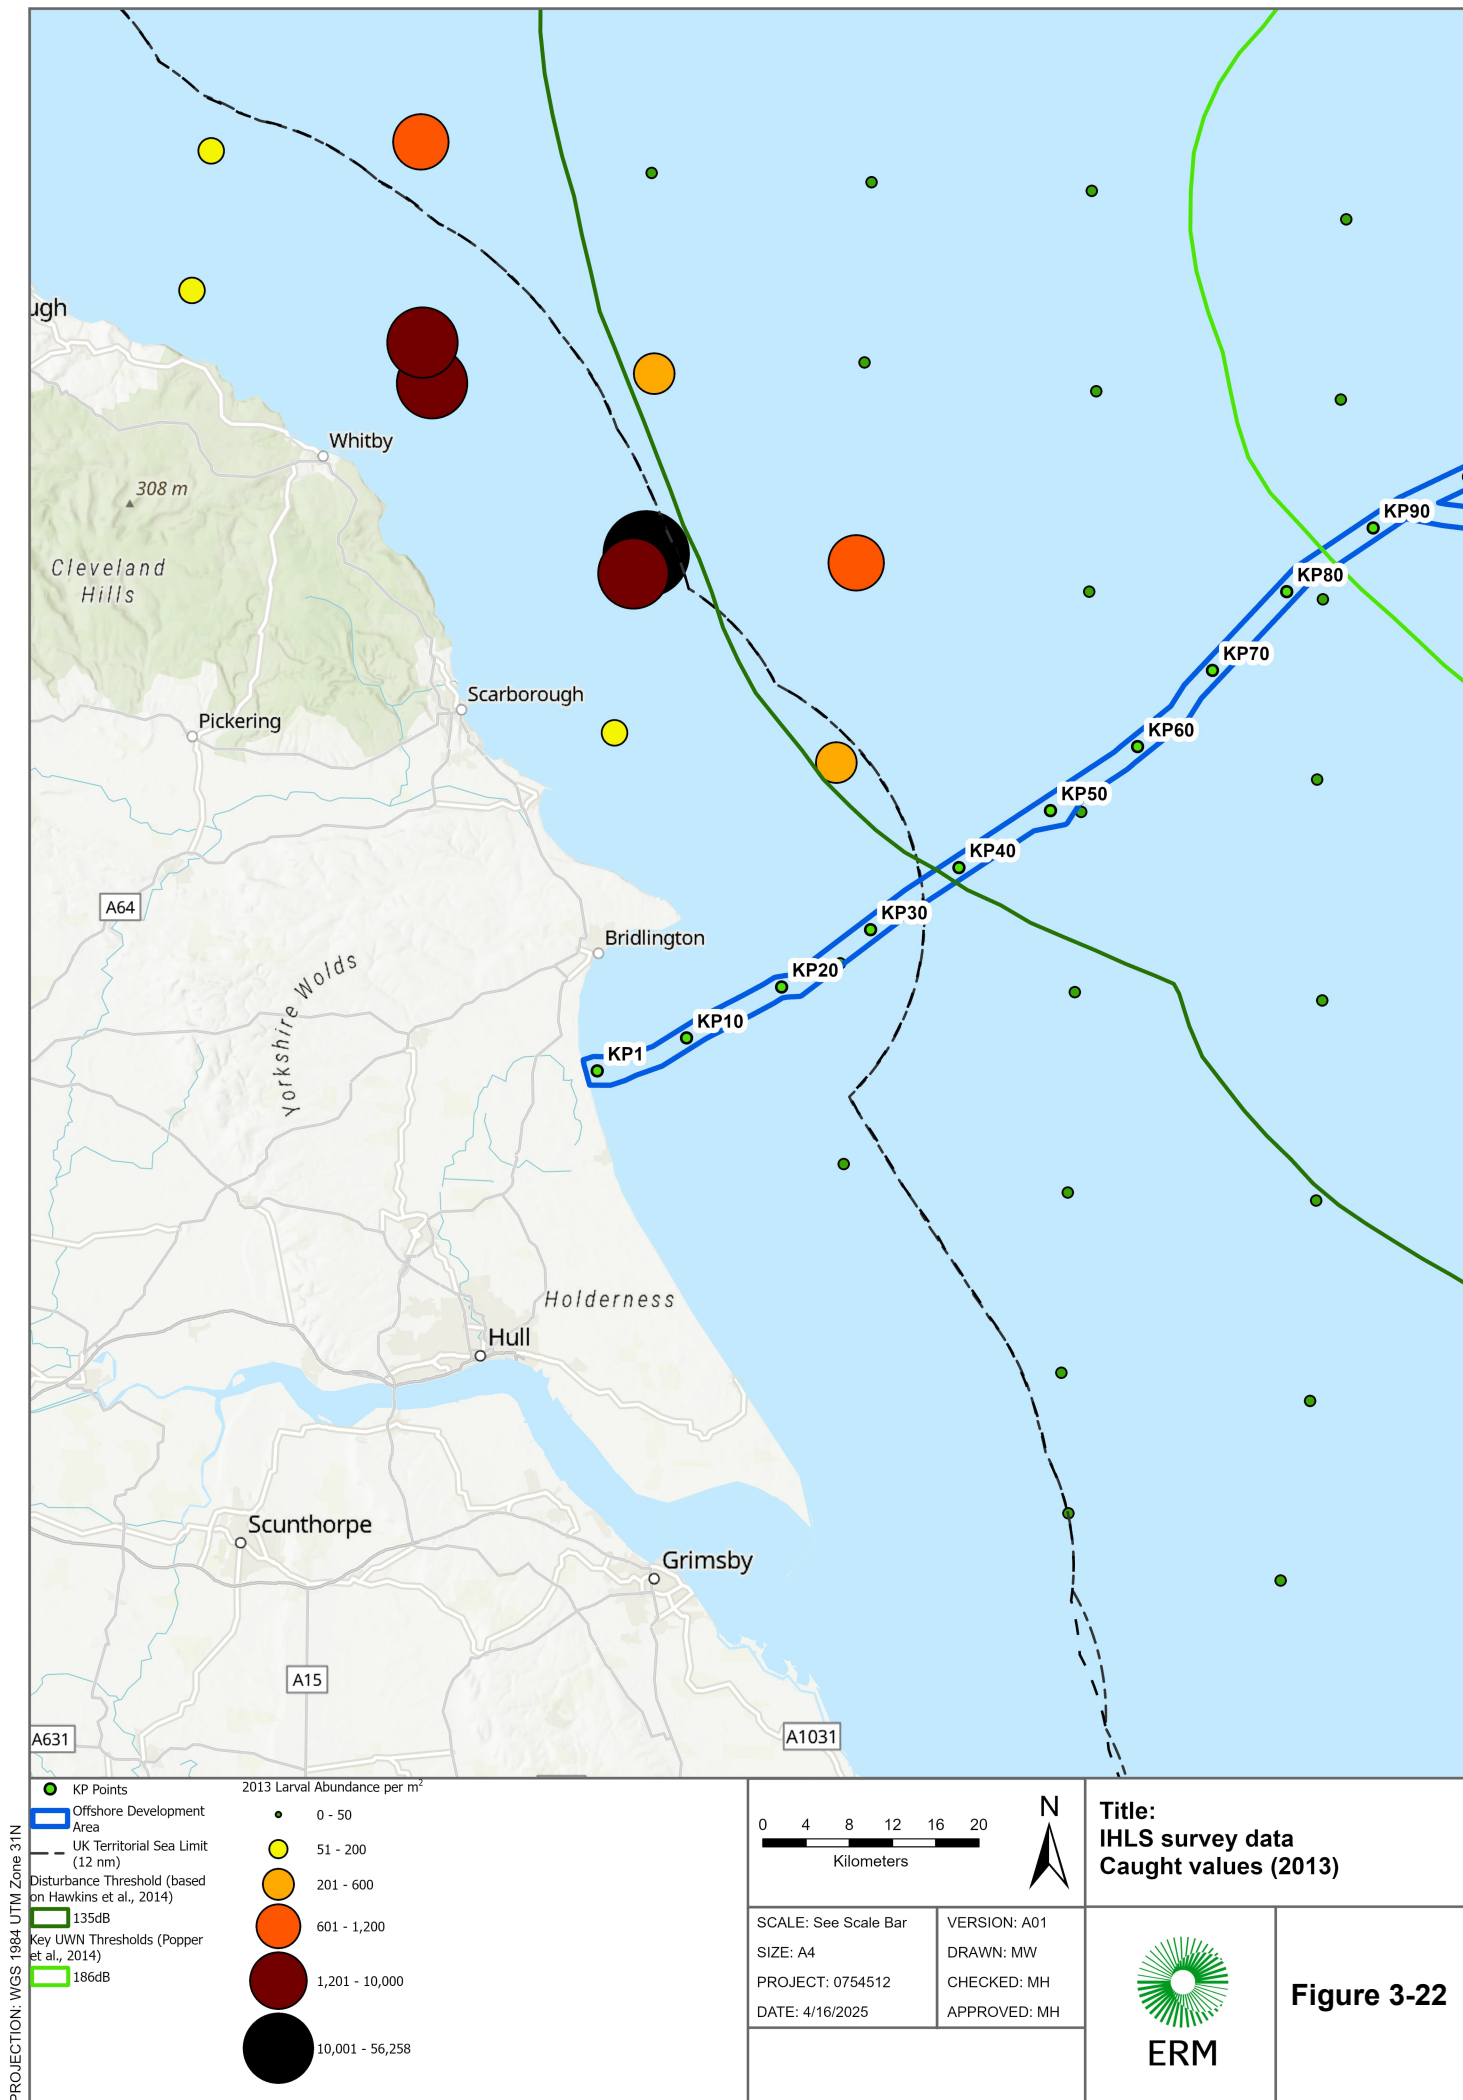 ugh
Whitby
308 m
Cleveland
Hills
KP90
KP80
KP70
Scarborough
Pickering
KP60
KP50
KP40
A64
KP30
Bridlington
KP20
Yorkshire Wolds
KP10
KP1
Holderness
Hull
Scunthorpe
Grimsby
A15
A631
A1031
PROJECTION: WGS 1984 UTM Zone 31N
KP Points
Offshore Development
Area
UK Territorial Sea Limit
(12 nm)
Disturbance Threshold (based
on Hawkins et al., 2014)
135dB
Key UWN Thresholds (Popper
et al., 2014)
186dB
2013 Larval Abundance per m²
0 - 50
51 - 200
201 - 600
601 - 1,200
1,201 - 10,000
10,001 - 56,258
0 4 8 12 16 20
Kilometers
N
SCALE: See Scale Bar
SIZE: A4
PROJECT: 0754512
DATE: 4/16/2025
VERSION: A01
DRAWN: MW
CHECKED: MH
APPROVED: MH
Title:
IHLS survey data
Caught values (2013)
ERM
Figure 3-22